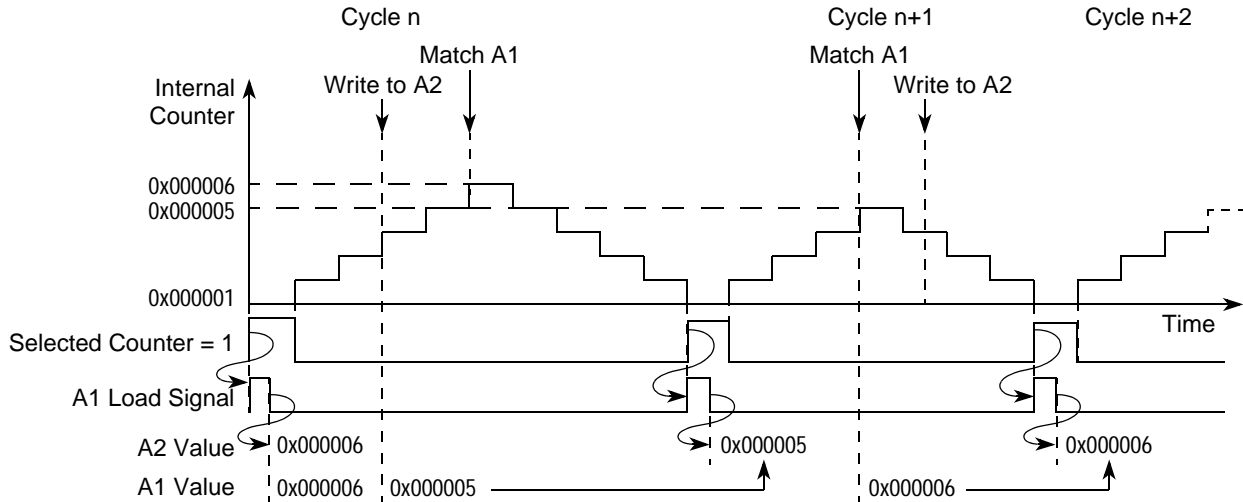 Cycle n
Cycle n+1
Cycle n+2
Match A1
Match A1
Internal
Counter
Write to A2
Write to A2
0x000006
0x000005
0x000001
Time
Selected Counter = 1
A1 Load Signal
A2 Value
0x000006
0x000005
0x000006
A1 Value
0x000006
0x000005
0x000006